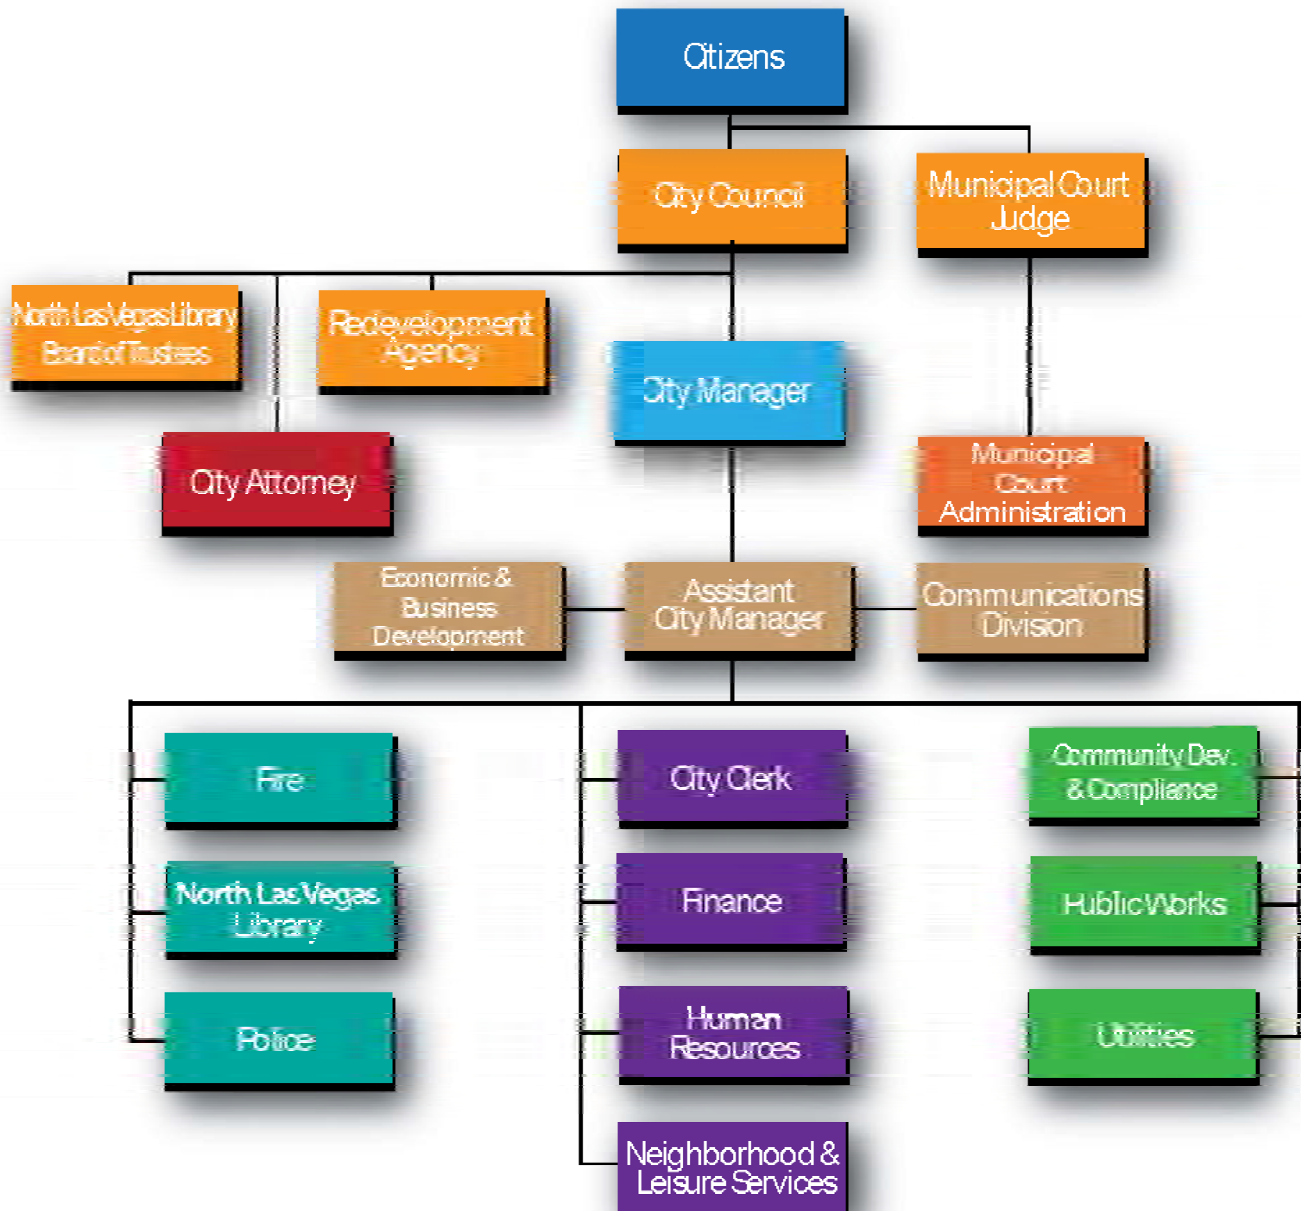 Citizens
City Council
Municipal Court
Judge
North Las Vegas Library
Board of Trustees
Redevelopment
Agency
City Manager
City Attorney
Municipal
Court
Administration
Economic &
Business
Development
Assistant
City Manager
Communications
Division
Fire
City Clerk
Community Dev.
& Compliance
North Las Vegas
Library
Finance
Public Works
Police
Human
Resources
Utilities
Neighborhood &
Leisure Services